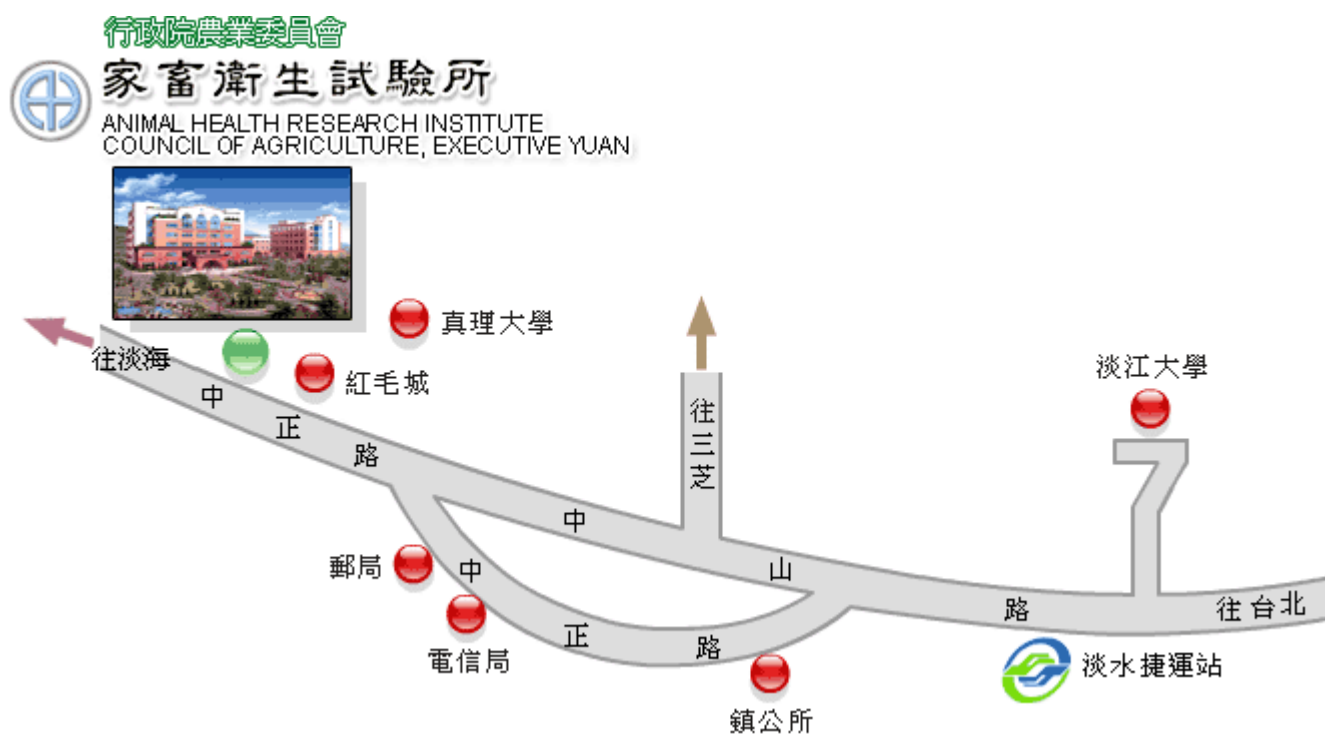 行政院農業委員會
家畜衛生試驗所
ANIMAL HEALTH RESEARCH INSTITUTE
COUNCIL OF AGRICULTURE, EXECUTIVE YUAN
真理大學
往淡海
紅毛城
中正路
往三芝
淡江大學
中山路
往台北
郵局
中正路
電信局
淡水捷運站
鎮公所